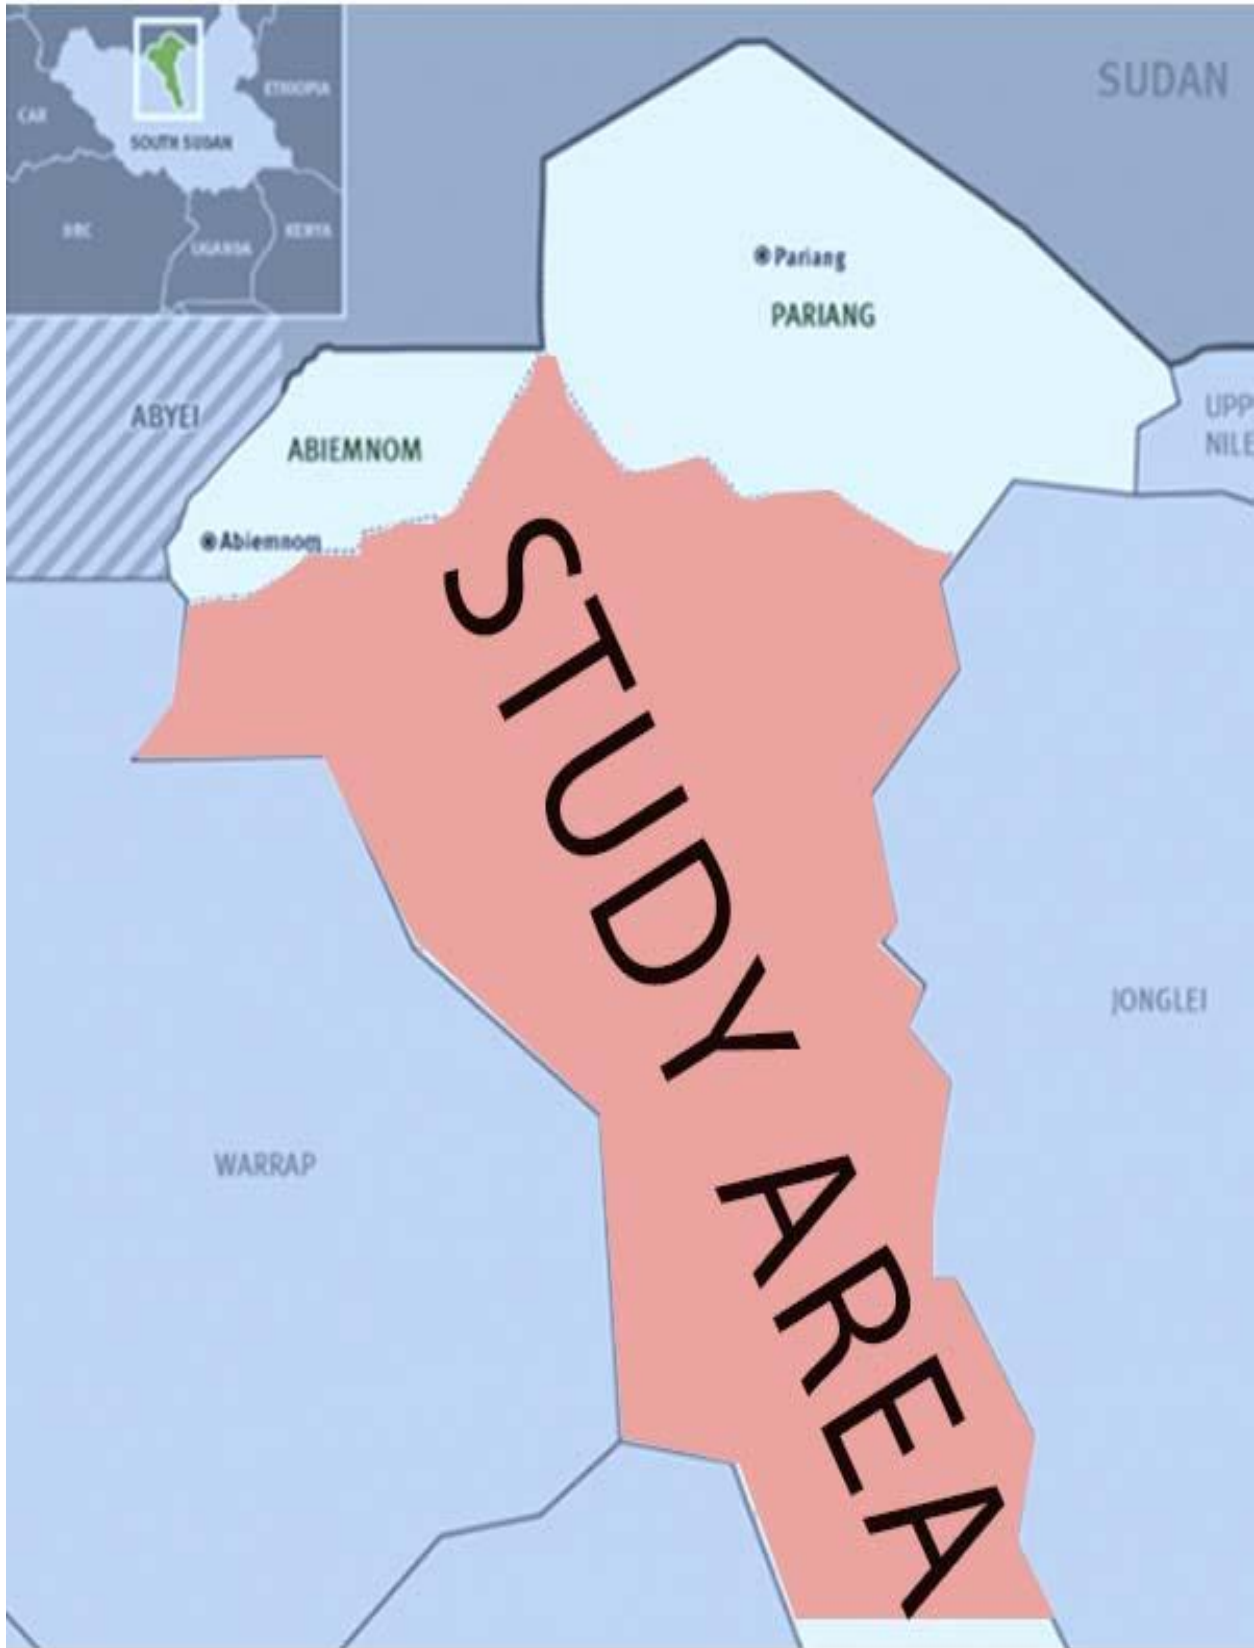 SUDAN
CAR
ETHIOPIA
SOUTH SUDAN
DRC
UGANDA
KENYA
Pariang
PARIANG
ABYEI
ABIEMNOM
UPP
NILE
Abiemnom
STUDY AREA
JONGLEI
WARRAP